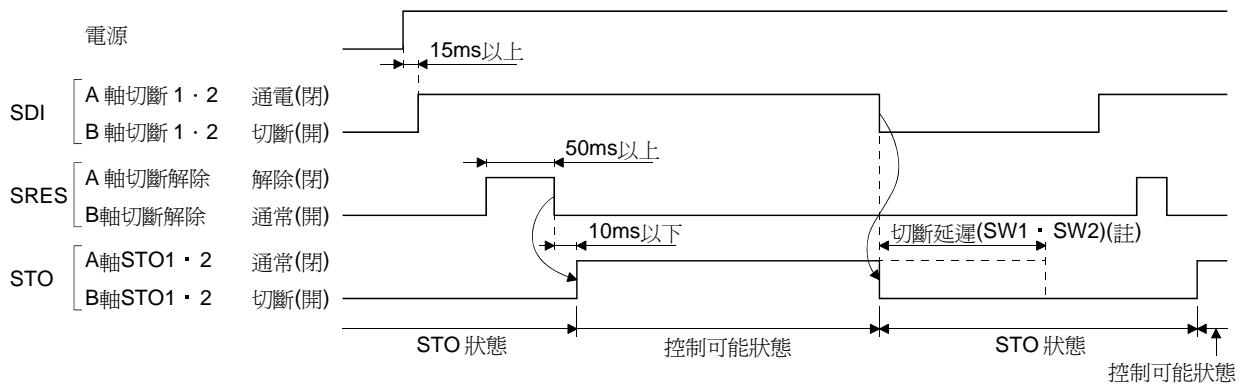 電源
15ms以上
SDI
A 軸切斷 1‧2 通電(閉)
B 軸切斷 1‧2 切斷(開)
50ms以上
SRES
A 軸切斷解除 解除(閉)
B軸切斷解除 通常(開)
10ms以下
切斷延遲(SW1‧SW2)(註)
STO
A軸STO1‧2 通常(閉)
B軸STO1‧2 切斷(開)
STO 狀態
控制可能狀態
STO 狀態
控制可能狀態